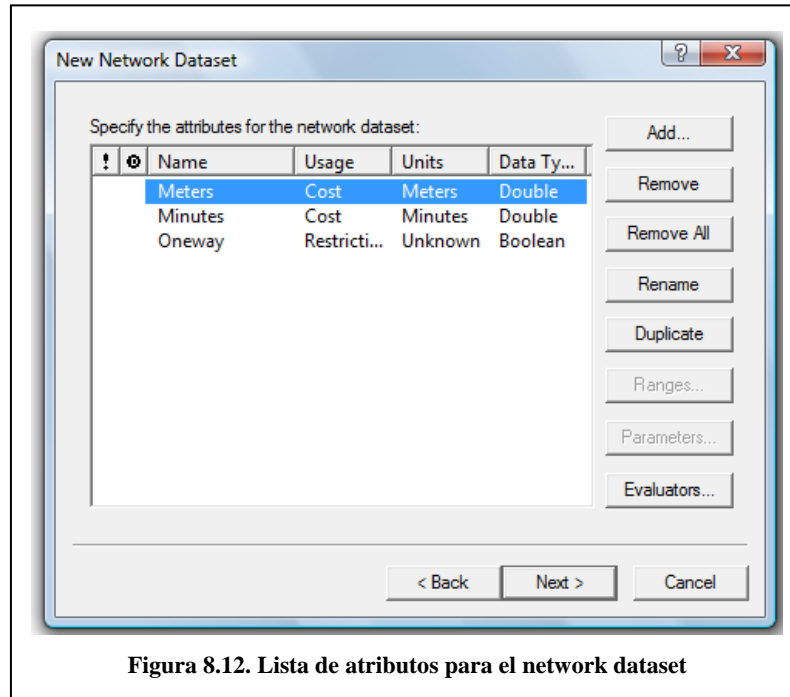 New Network Dataset
Specify the attributes for the network dataset:
Name Usage Units Data Ty...
Meters Cost Meters Double
Minutes Cost Minutes Double
Oneway Restricti... Unknown Boolean
Add...
Remove
Remove All
Rename
Duplicate
Ranges...
Parameters...
Evaluators...
< Back Next > Cancel
Figura 8.12. Lista de atributos para el network dataset